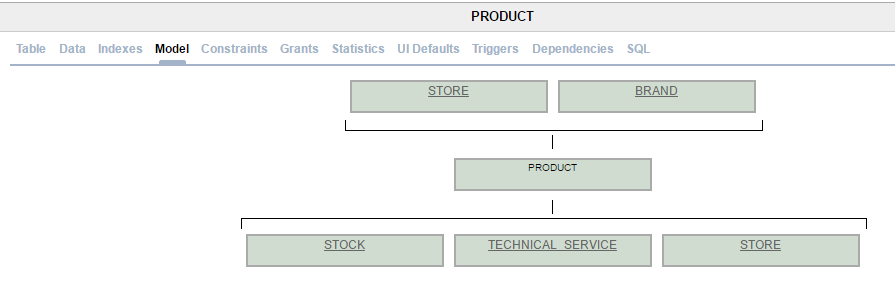 PRODUCT
Table Data Indexes Model Constraints Grants Statistics UI Defaults Triggers Dependencies SQL
STORE BRAND
PRODUCT
STOCK TECHNICAL_SERVICE STORE